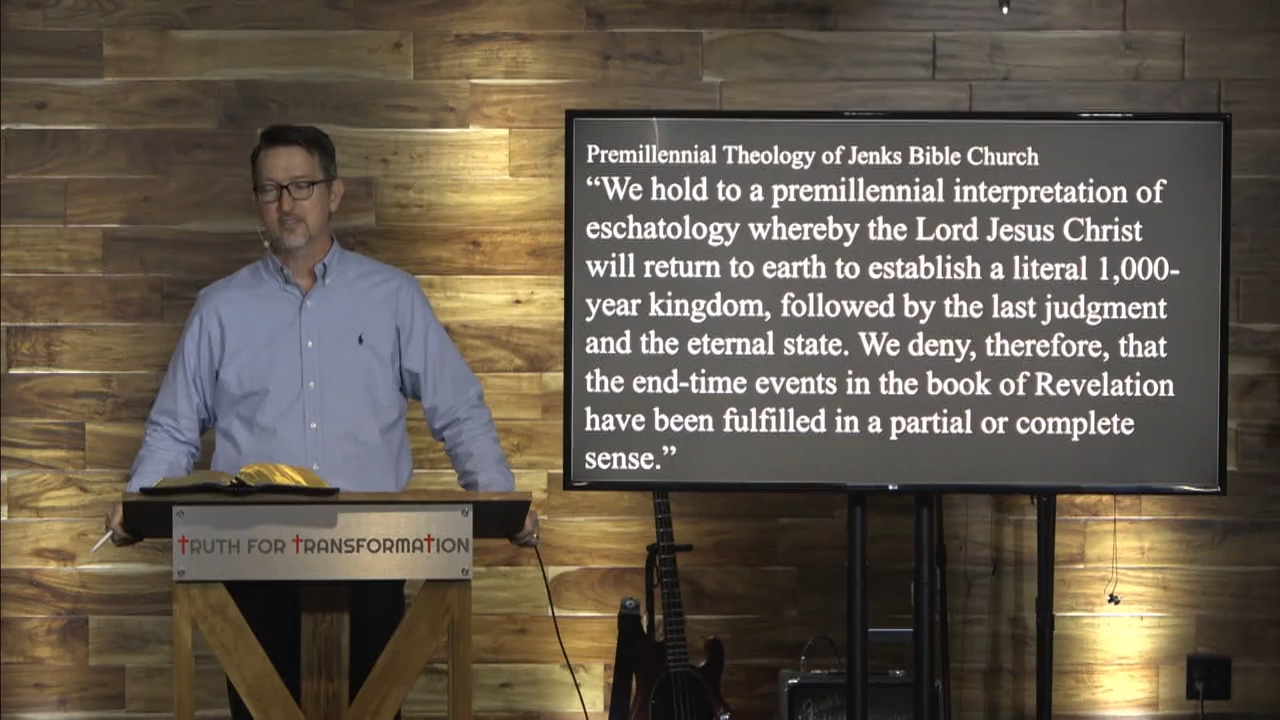 Premillennial Theology of Jenks Bible Church
“We hold to a premillennial interpretation of
eschatology whereby the Lord Jesus Christ
will return to earth to establish a literal 1,000-
year kingdom, followed by the last judgment
and the eternal state. We deny, therefore, that
the end-time events in the book of Revelation
have been fulfilled in a partial or complete
sense.”
TRUTH FOR TRANSFORMATION